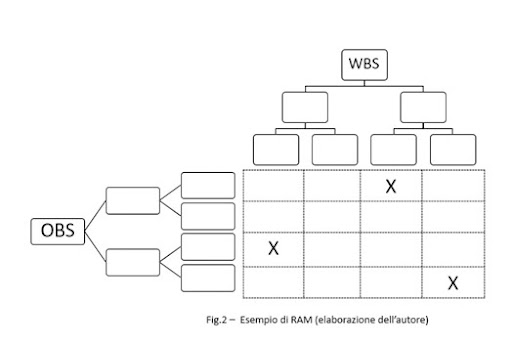 WBS
X
OBS
X
X
Fig.2 – Esempio di RAM (elaborazione dell'autore)